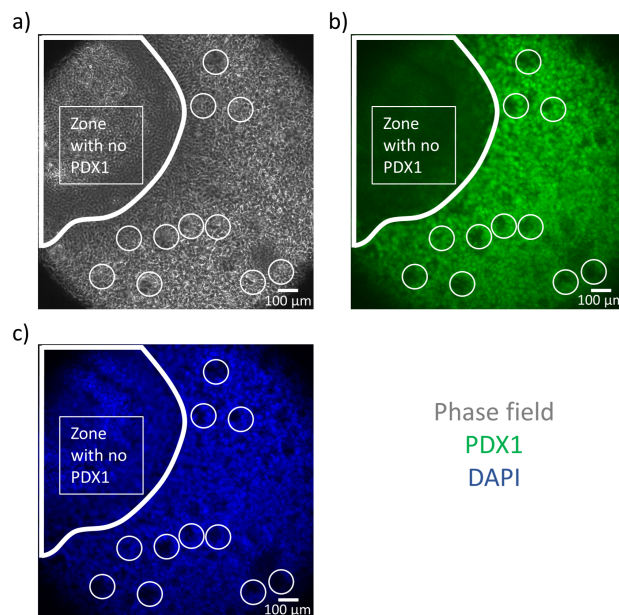 a)
Zone
with no
PDX1
100 µm
b)
Zone
with no
PDX1
100 µm
c)
Zone
with no
PDX1
100 µm
Phase field
PDX1
DAPI